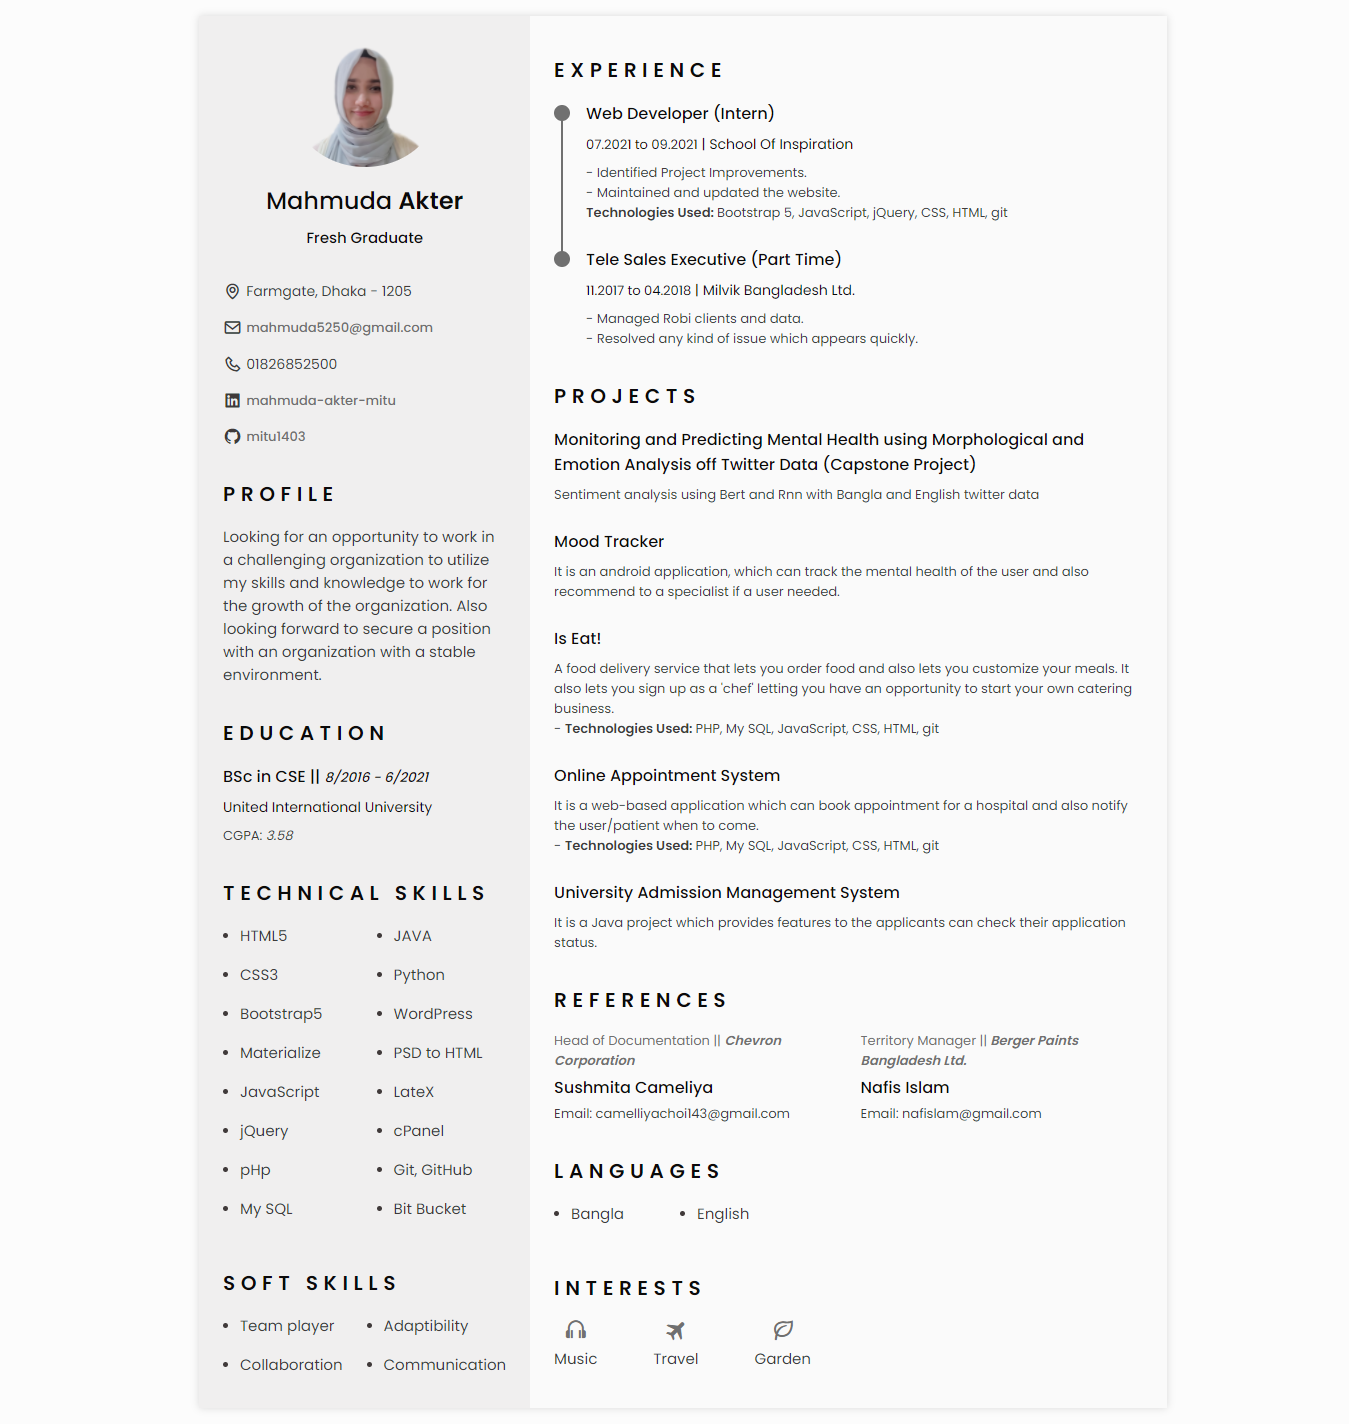 Mahmuda Akter
Fresh Graduate
Farmgate, Dhaka - 1205
mahmuda5250@gmail.com
01826852500
mahmuda-akter-mitu
mitu1403
PROFILE
Looking for an opportunity to work in
a challenging organization to utilize
my skills and knowledge to work for
the growth of the organization. Also
looking forward to secure a position
with an organization with a stable
environment.
EDUCATION
BSc in CSE || 8/2016 - 6/2021
United International University
CGPA: 3.58
TECHNICAL SKILLS
• HTML5 • JAVA
• CSS3 • Python
• Bootstrap5 • WordPress
• Materialize • PSD to HTML
• JavaScript • LateX
• jQuery • cPanel
• pHp • Git, GitHub
• My SQL • Bit Bucket
SOFT SKILLS
• Team player • Adaptibility
• Collaboration • Communication
EXPERIENCE
Web Developer (Intern)
07.2021 to 09.2021 | School Of Inspiration
- Identified Project Improvements.
- Maintained and updated the website.
Technologies Used: Bootstrap 5, JavaScript, jQuery, CSS, HTML, git
Tele Sales Executive (Part Time)
11.2017 to 04.2018 | Milvik Bangladesh Ltd.
- Managed Robi clients and data.
- Resolved any kind of issue which appears quickly.
PROJECTS
Monitoring and Predicting Mental Health using Morphological and
Emotion Analysis off Twitter Data (Capstone Project)
Sentiment analysis using Bert and Rnn with Bangla and English twitter data
Mood Tracker
It is an android application, which can track the mental health of the user and also
recommend to a specialist if a user needed.
Is Eat!
A food delivery service that lets you order food and also lets you customize your meals. It
also lets you sign up as a 'chef' letting you have an opportunity to start your own catering
business.
- Technologies Used: PHP, My SQL, JavaScript, CSS, HTML, git
Online Appointment System
It is a web-based application which can book appointment for a hospital and also notify
the user/patient when to come.
- Technologies Used: PHP, My SQL, JavaScript, CSS, HTML, git
University Admission Management System
It is a Java project which provides features to the applicants can check their application
status.
REFERENCES
Head of Documentation || Chevron
Corporation
Sushmita Cameliya
Email: camelliyachoi143@gmail.com
Territory Manager || Berger Paints
Bangladesh Ltd.
Nafis Islam
Email: nafislam@gmail.com
LANGUAGES
• Bangla • English
INTERESTS
Music Travel Garden